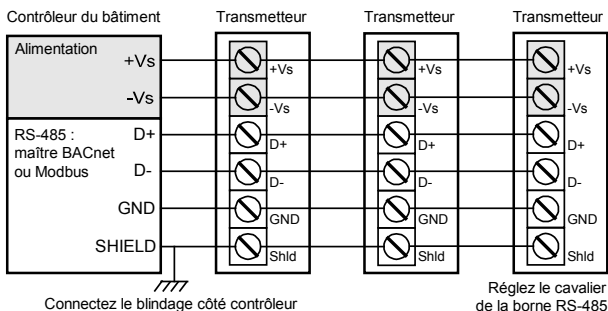 Contrôleur du bâtiment
Transmetteur
Transmetteur
Transmetteur
Alimentation
+Vs
-Vs
RS-485 :
maître BACnet
ou Modbus
D+
D-
GND
SHIELD
+Vs
-Vs
D+
D-
GND
Shld
+Vs
-Vs
D+
D-
GND
Shld
+Vs
-Vs
D+
D-
GND
Shld
Connectez le blindage côté contrôleur
Réglez le cavalier
de la borne RS-485